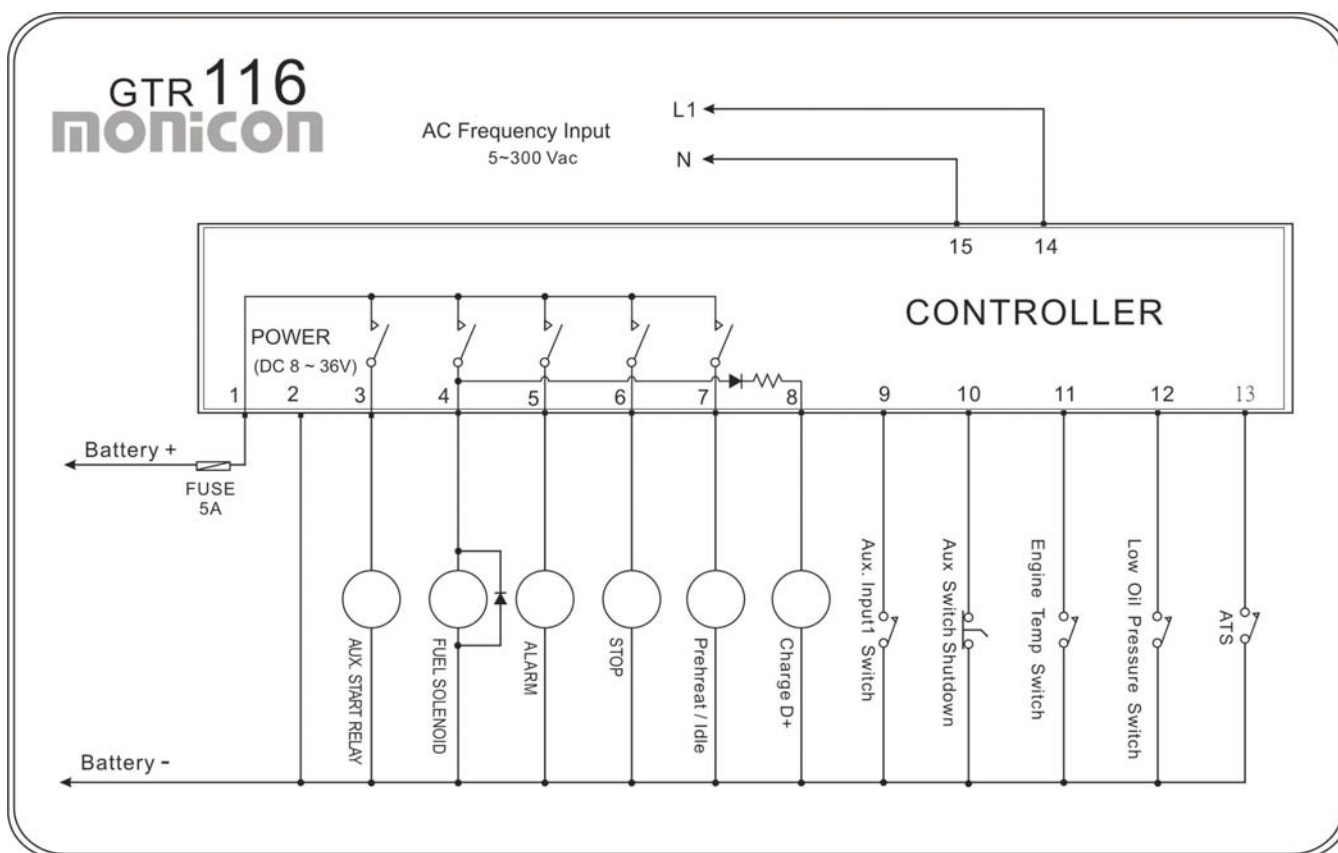 GTR 116
monicon
AC Frequency Input
5~300 Vac
L1
N
15
14
CONTROLLER
POWER
(DC 8 ~ 36V)
1
2
3
4
5
6
7
8
9
10
11
12
13
Battery +
FUSE
5A
AUX. START RELAY
FUEL SOLENOID
ALARM
STOP
Prehreat / Idle
Charge D+
Aux. Input1 Switch
Aux Switch Shutdown
Engine Temp Switch
Low Oil Pressure Switch
ATS
Battery -